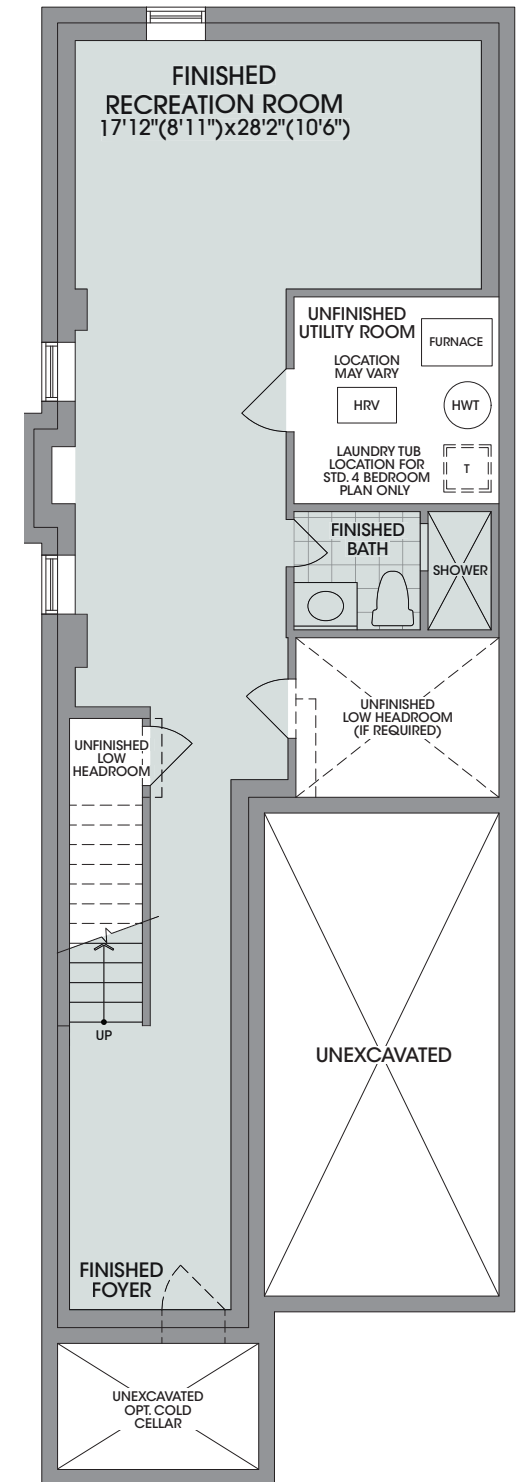 FINISHED
RECREATION ROOM
17'12"(8'11")x28'2"(10'6")
UNFINISHED
UTILITY ROOM
FURNACE
LOCATION
MAY VARY
HRV
HWT
LAUNDRY TUB
LOCATION FOR
STD. 4 BEDROOM
PLAN ONLY
T
FINISHED
BATH
SHOWER
UNFINISHED
LOW HEADROOM
(IF REQUIRED)
UNFINISHED
LOW
HEADROOM
UP
UNEXCAVATED
FINISHED
FOYER
UNEXCAVATED
OPT. COLD
CELLAR